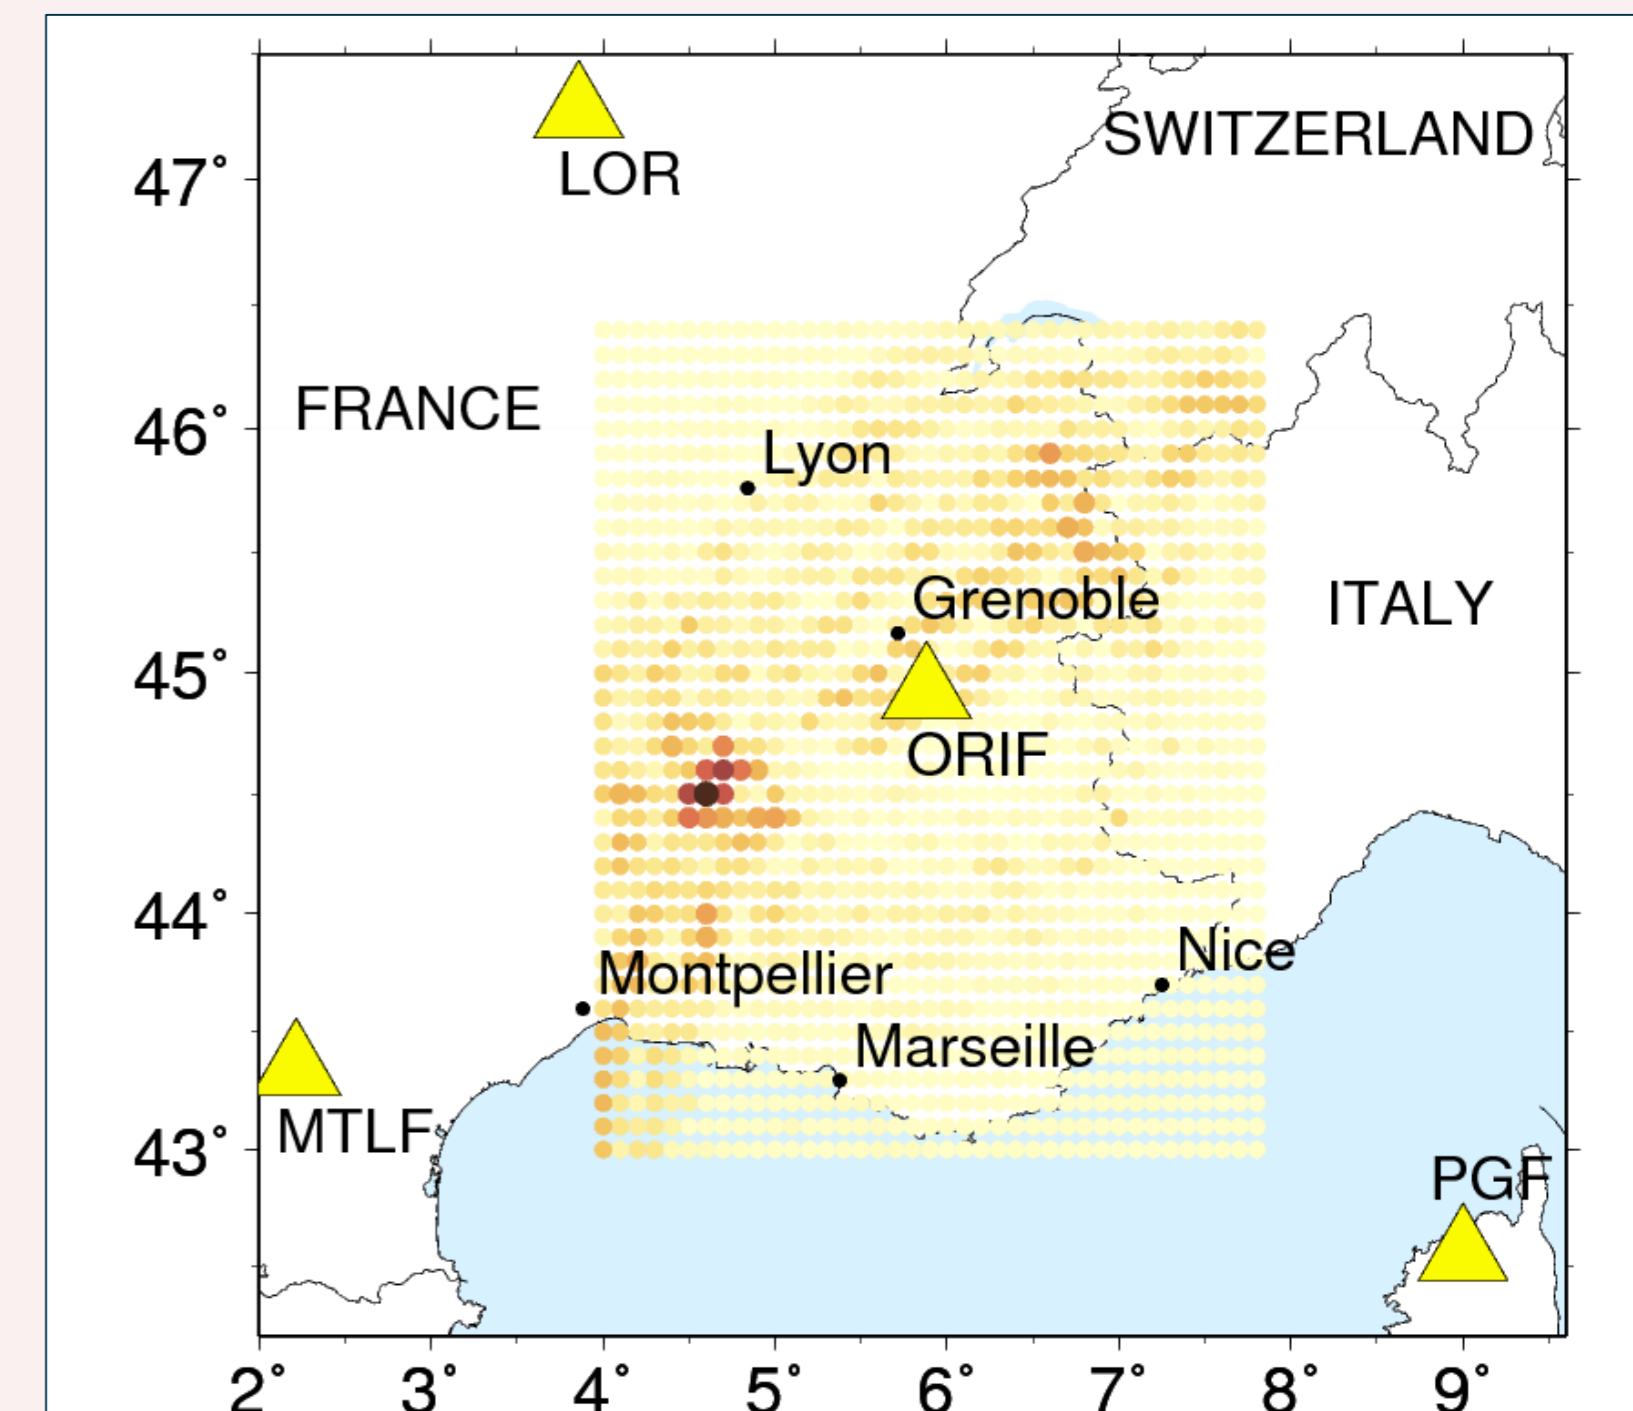 SWITZERLAND
LOR
47°
FRANCE
46°
Lyon
Grenoble
ITALY
45°
ORIF
44°
Nice
Montpellier
Marseille
MTLF
43°
PGF
2° 3° 4° 5° 6° 7° 8° 9°